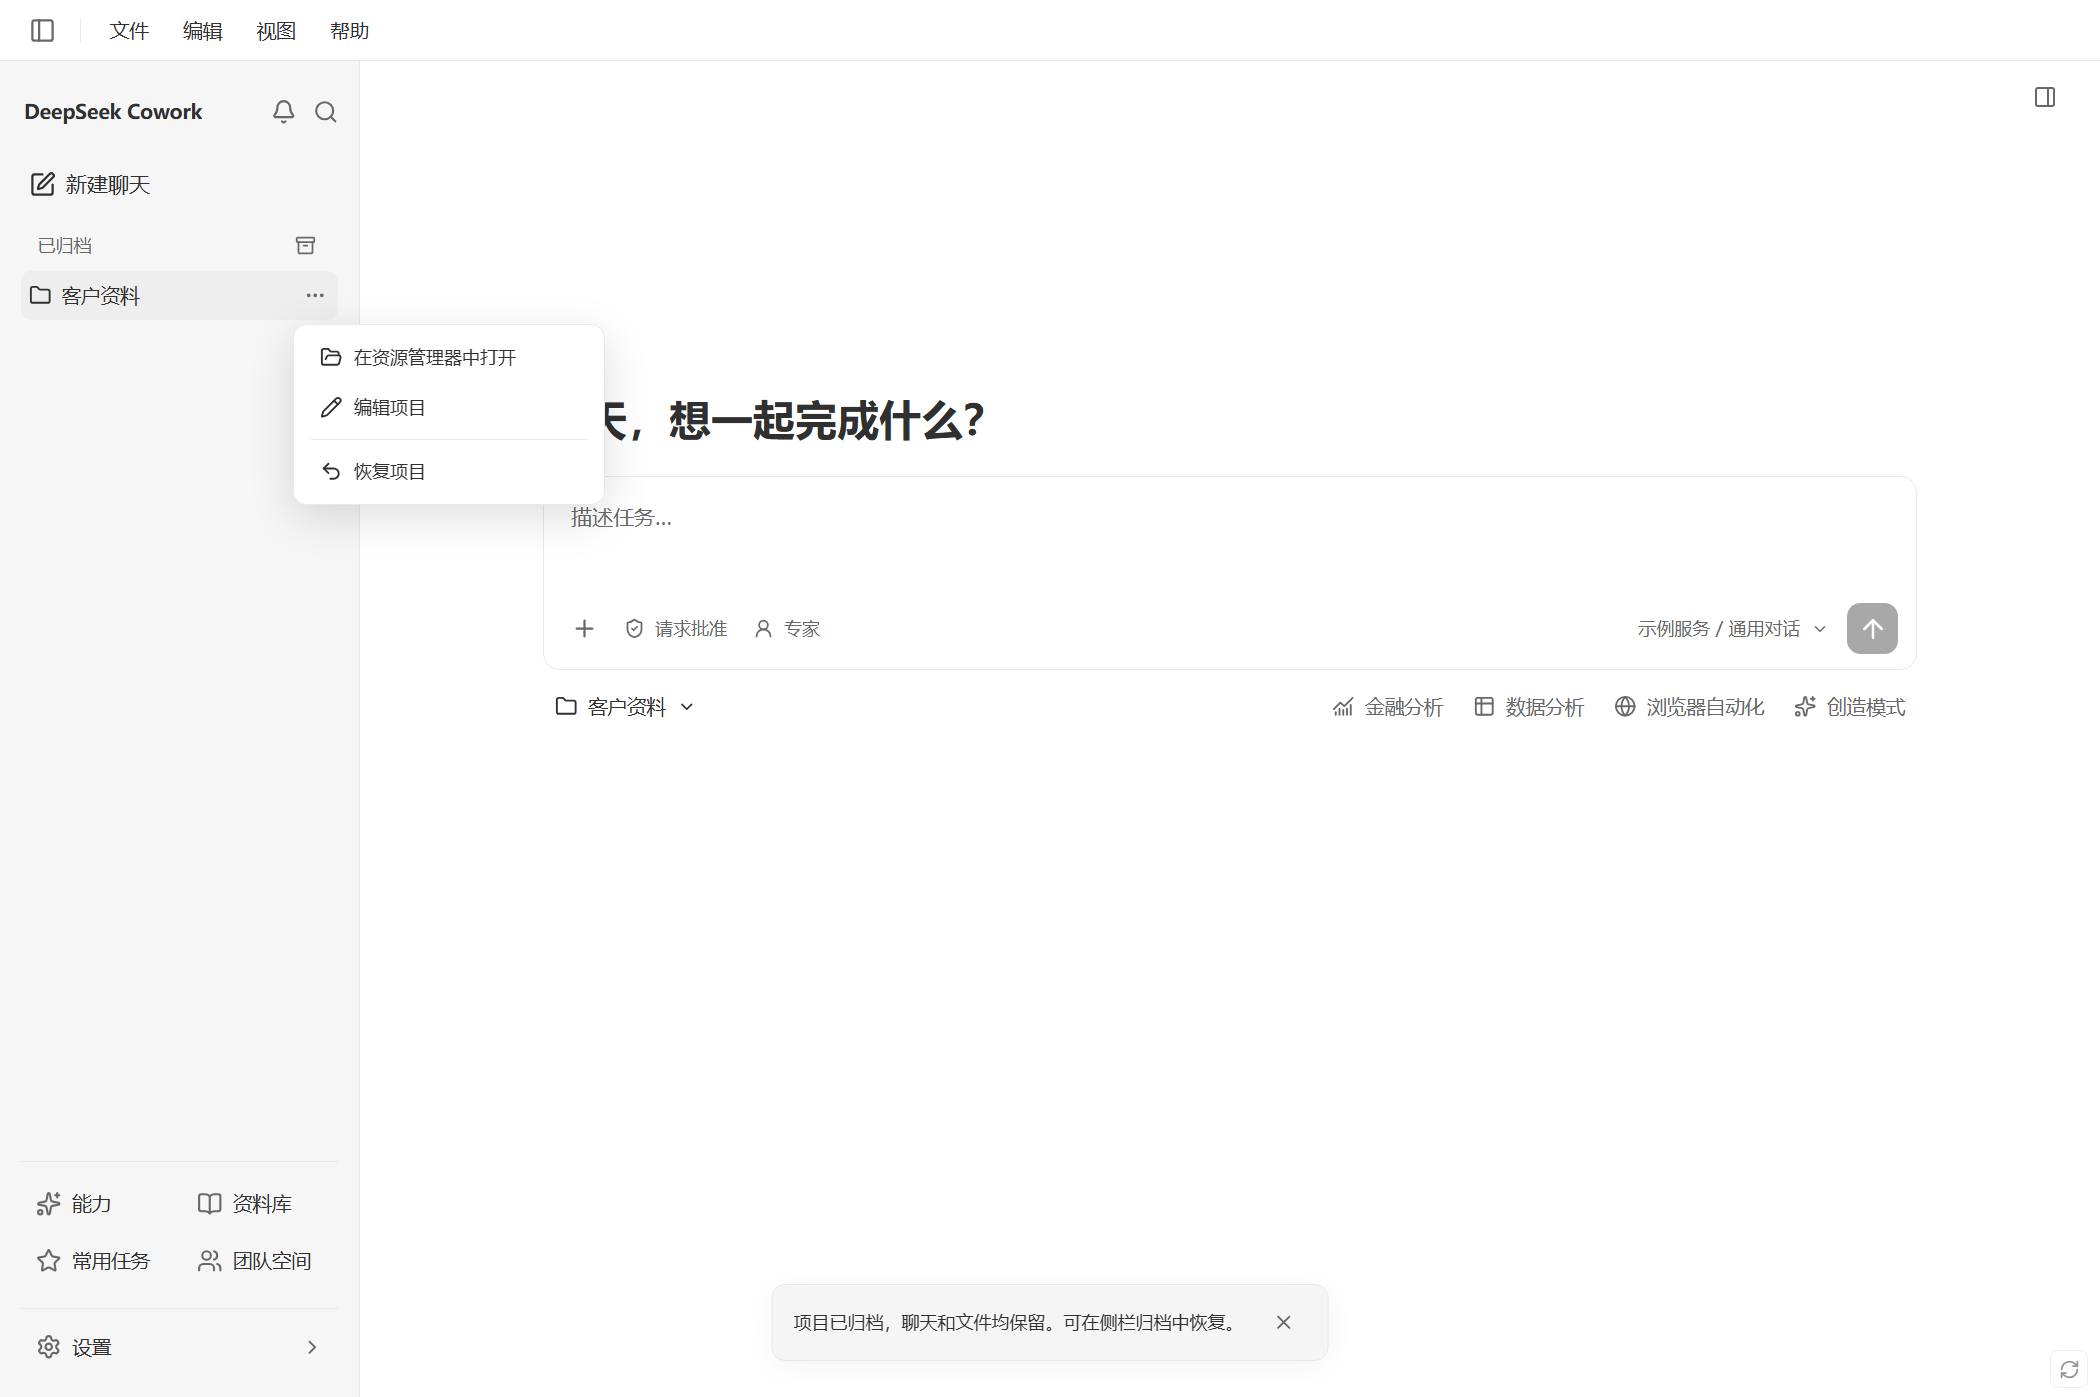 文件 编辑 视图 帮助
DeepSeek Cowork
新建聊天
已归档
客户资料
在资源管理器中打开
编辑项目
恢复项目
天，想一起完成什么？
描述任务...
请求批准 专家 示例服务 / 通用对话
客户资料 金融分析 数据分析 浏览器自动化 创造模式
能力 资料库
常用任务 团队空间
设置
项目已归档，聊天和文件均保留。可在侧栏归档中恢复。